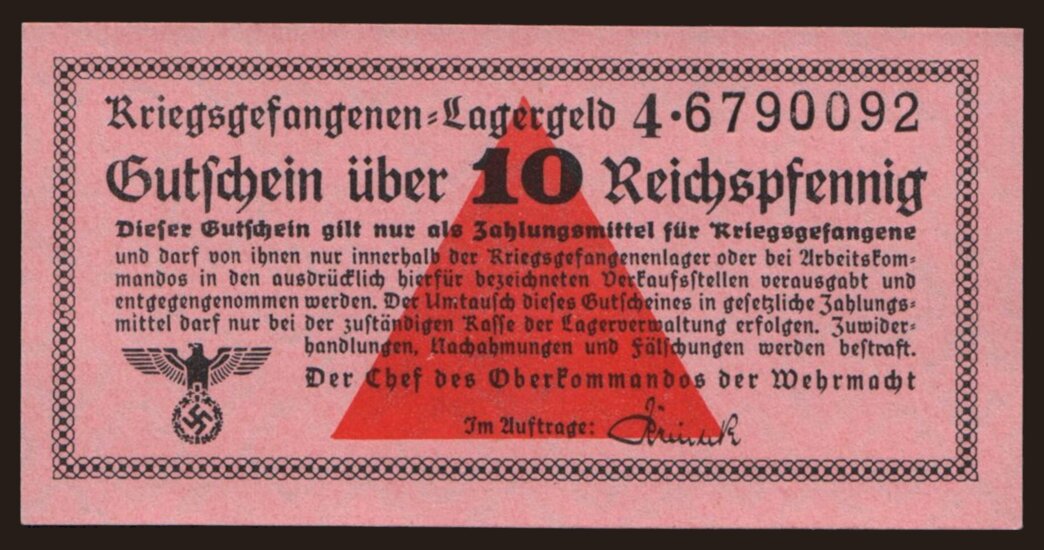 Kriegsgefangenen-Lagergeld 4·6790092
Gutschein über 10 Reichspfennig
Dieser Gutschein gilt nur als Zahlungsmittel für Kriegsgefangene
und darf von ihnen nur innerhalb der Kriegsgefangenenlager oder bei Arbeitskom-
mandos in den ausdrücklich hierfür bezeichneten Verkaufsstellen verausgabt und
entgegengenommen werden. Der Umtausch dieses Gutscheines in gesetzliche Zahlungs-
mittel darf nur bei der zuständigen Kasse der Lagerverwaltung erfolgen. Zuwider-
handlungen, Nachahmungen und Fälschungen werden bestraft.
Der Chef des Oberkommandos der Wehrmacht
Im Auftrage: